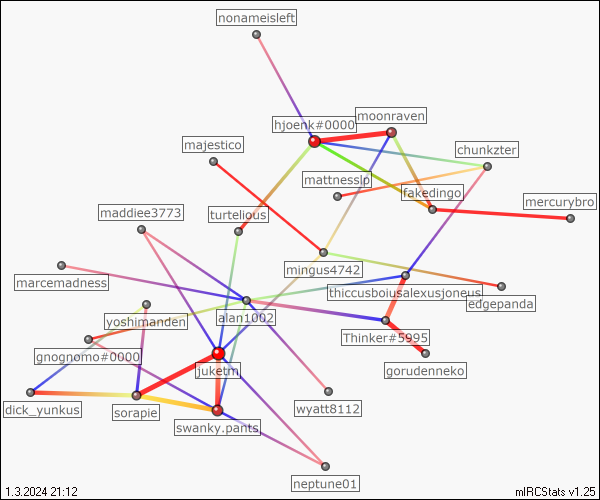 nonameisleft
hjoenk#0000
moonraven
majestico
chunkzter
mattnesslp
fakedingo
mercurybro
maddiee3773
turtelious
mingus4742
marcemadness
thiccusboiusalexusjoneus
edgepanda
yoshimanden
alan1002
Thinker#5995
gnognomo#0000
juketm
gorudenneko
dick_yunkus
sorapie
wyatt8112
swanky.pants
neptune01
1.3.2024 21:12
mIRCStats v1.25